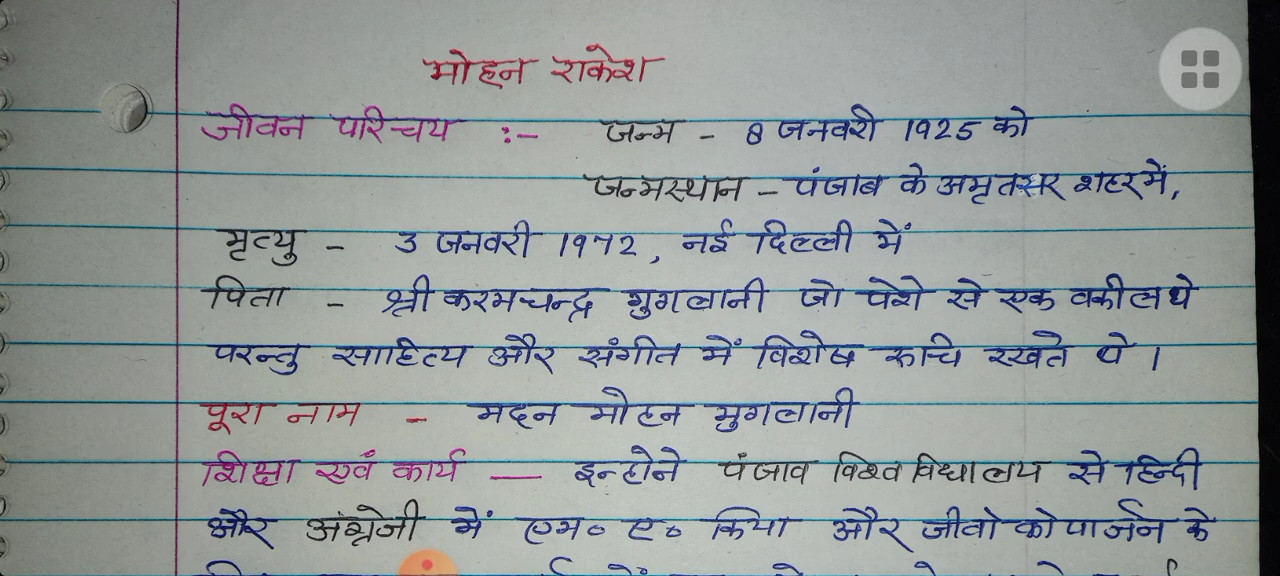 मोहन राकेश
जीवन परिचय :- जन्म - 8 जनवरी 1925 को
जन्मस्थान - पंजाब के अमृतसर शहर में,
मृत्यु - 3 जनवरी 1972, नई दिल्ली में
पिता - श्री करमचन्द्र मुगलानी जो पेशे से एक वकील थे
परन्तु साहित्य और संगीत में विशेष रूचि रखते थे।
पूरा नाम - मदन मोहन मुगलानी
शिक्षा एवं कार्य — इन्होने पंजाव विश्वविधालय से हिन्दी
और अंग्रेजी में एम० ए० किया और जीवोकोपार्जन के